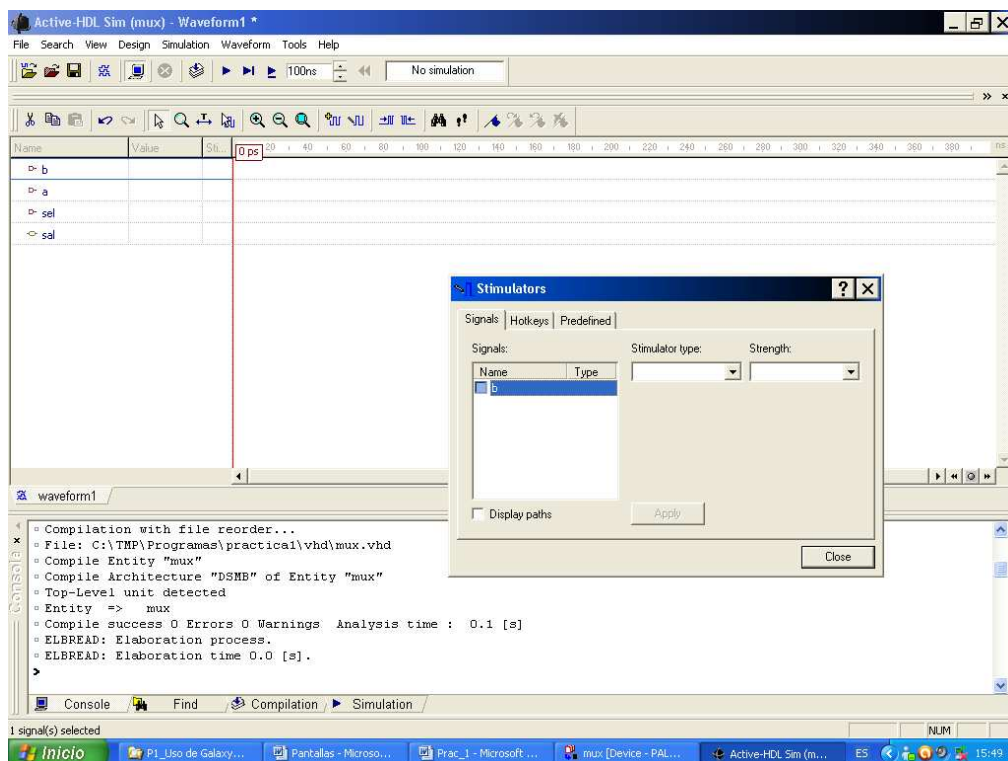 Active-HDL Sim (mux) - Waveform1 *
File Search View Design Simulation Waveform Tools Help
100ns No simulation
Name Value Sti... 0 ps 20 40 60 80 100 120 140 160 180 200 220 240 260 280 300 320 340 360 380 ns
b
a
sel
sal
Stimulators
Signals Hotkeys Predefined
Signals: Stimulator type: Strength:
Name Type
b
Display paths Apply
Close
waveform1
Compilation with file reorder...
File: C:\TMP\Programas\practica1\vhd\mux.vhd
Compile Entity "mux"
Compile Architecture "DSMB" of Entity "mux"
Top-Level unit detected
Entity => mux
Compile success 0 Errors 0 Warnings Analysis time : 0.1 [s]
ELBREAD: Elaboration process.
ELBREAD: Elaboration time 0.0 [s].
>
Console
Console Find Compilation Simulation
1 signal(s) selected NUM
Inicio P1_Uso de Galaxy... Pantallas - Microso... Prac_1 - Microsoft ... mux [Device - PAL... Active-HDL Sim (m... ES 15:49